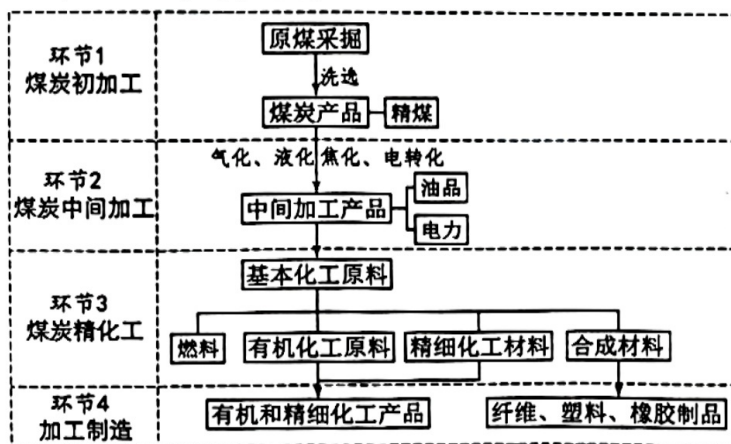 环节1
煤炭初加工
原煤采掘
洗选
煤炭产品
精煤
气化、液化 焦化、电转化
环节2
煤炭中间加工
中间加工产品
油品
电力
环节3
煤炭精化工
基本化工原料
燃料
有机化工原料
精细化工材料
合成材料
环节4
加工制造
有机和精细化工产品
纤维、塑料、橡胶制品